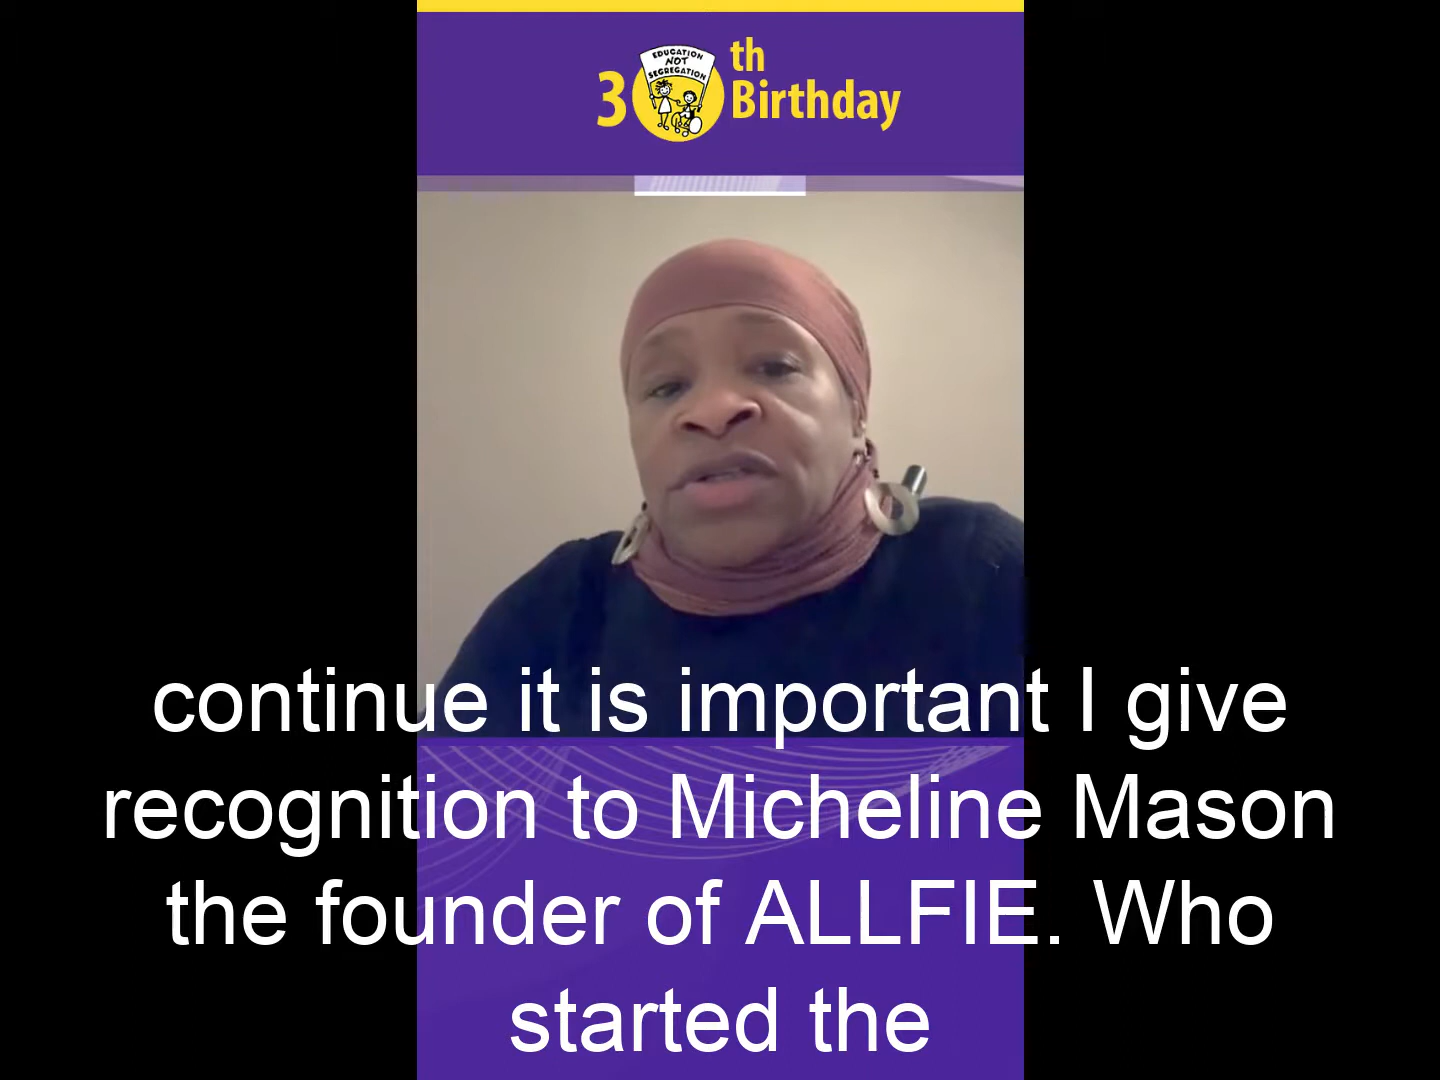 30th Birthday
EDUCATION
NOT
SEGREGATION
continue it is important I give
recognition to Micheline Mason
the founder of ALLFIE. Who
started the